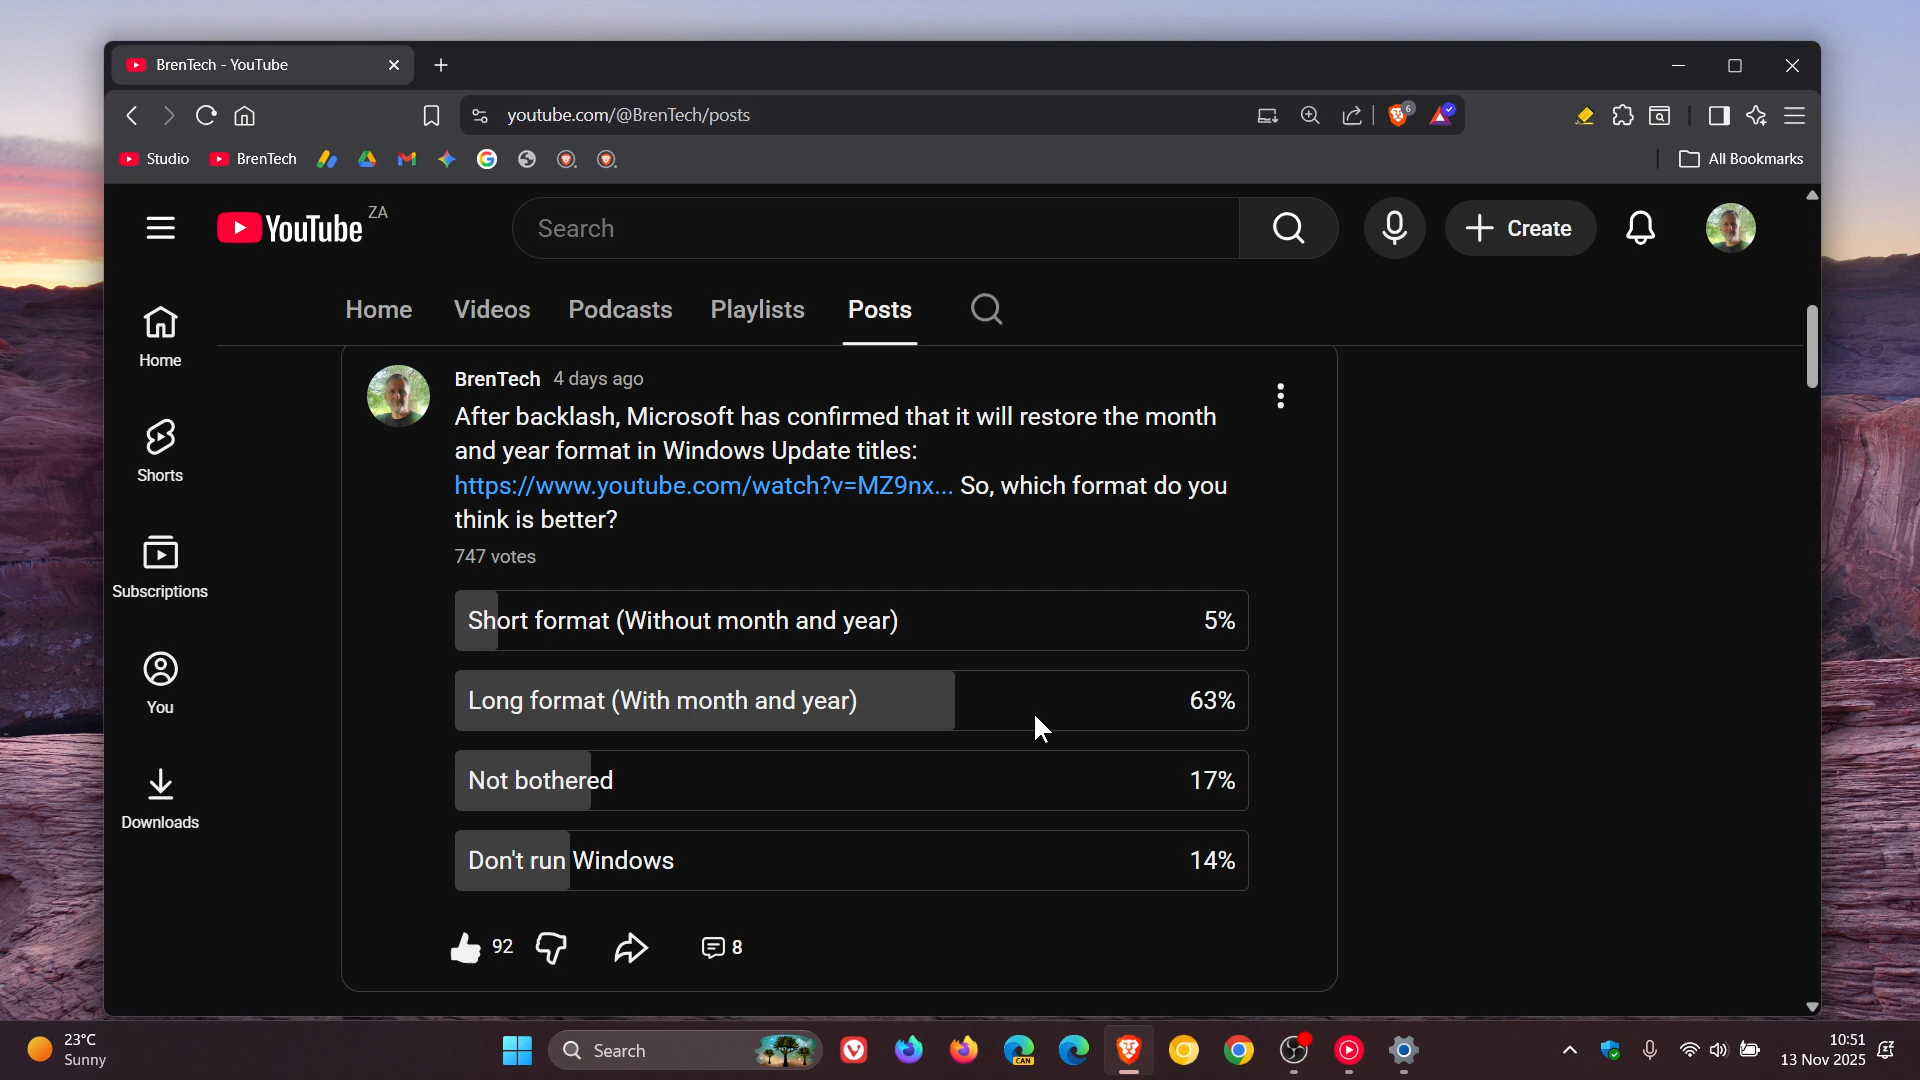 BrenTech - YouTube
youtube.com/@BrenTech/posts
6
Studio
BrenTech
All Bookmarks
YouTube ZA
Search
Create
Home
Videos
Podcasts
Playlists
Posts
Home
Shorts
Subscriptions
You
Downloads
BrenTech 4 days ago
After backlash, Microsoft has confirmed that it will restore the month
and year format in Windows Update titles:
https://www.youtube.com/watch?v=MZ9nx... So, which format do you
think is better?
747 votes
Short format (Without month and year) 5%
Long format (With month and year) 63%
Not bothered 17%
Don't run Windows 14%
92
8
23°C
Sunny
Search
CAN
10:51
13 Nov 2025